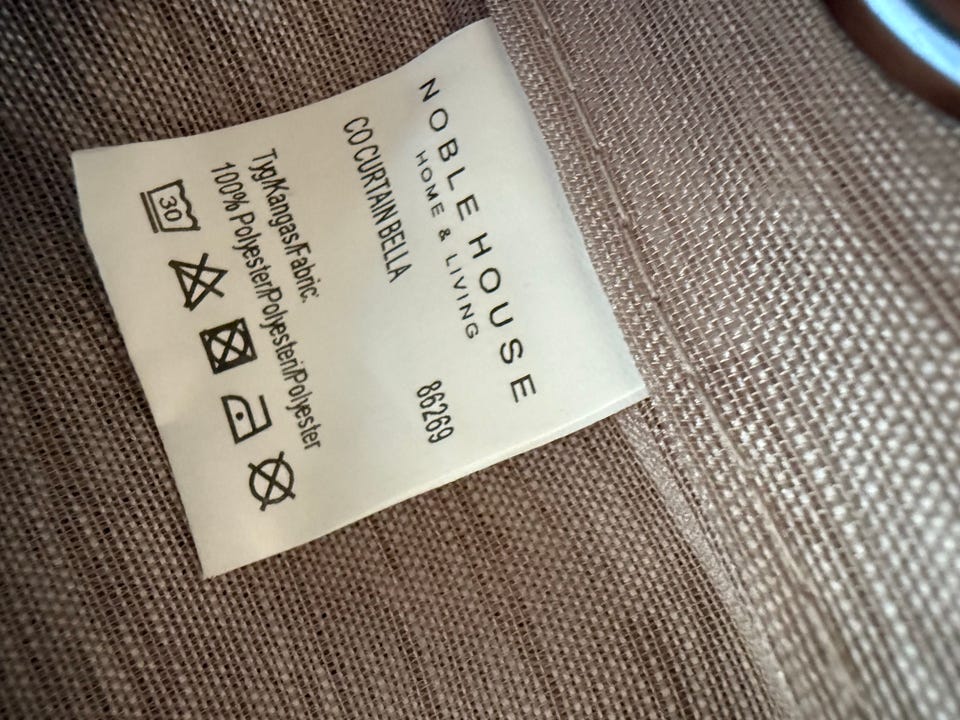 NOBLE HOUSE
HOME & LIVING
CO CURTAIN BELLA 86269
Tyg/Kangas/Fabric:
100% Polyester/Polyesteri/Polyester
30